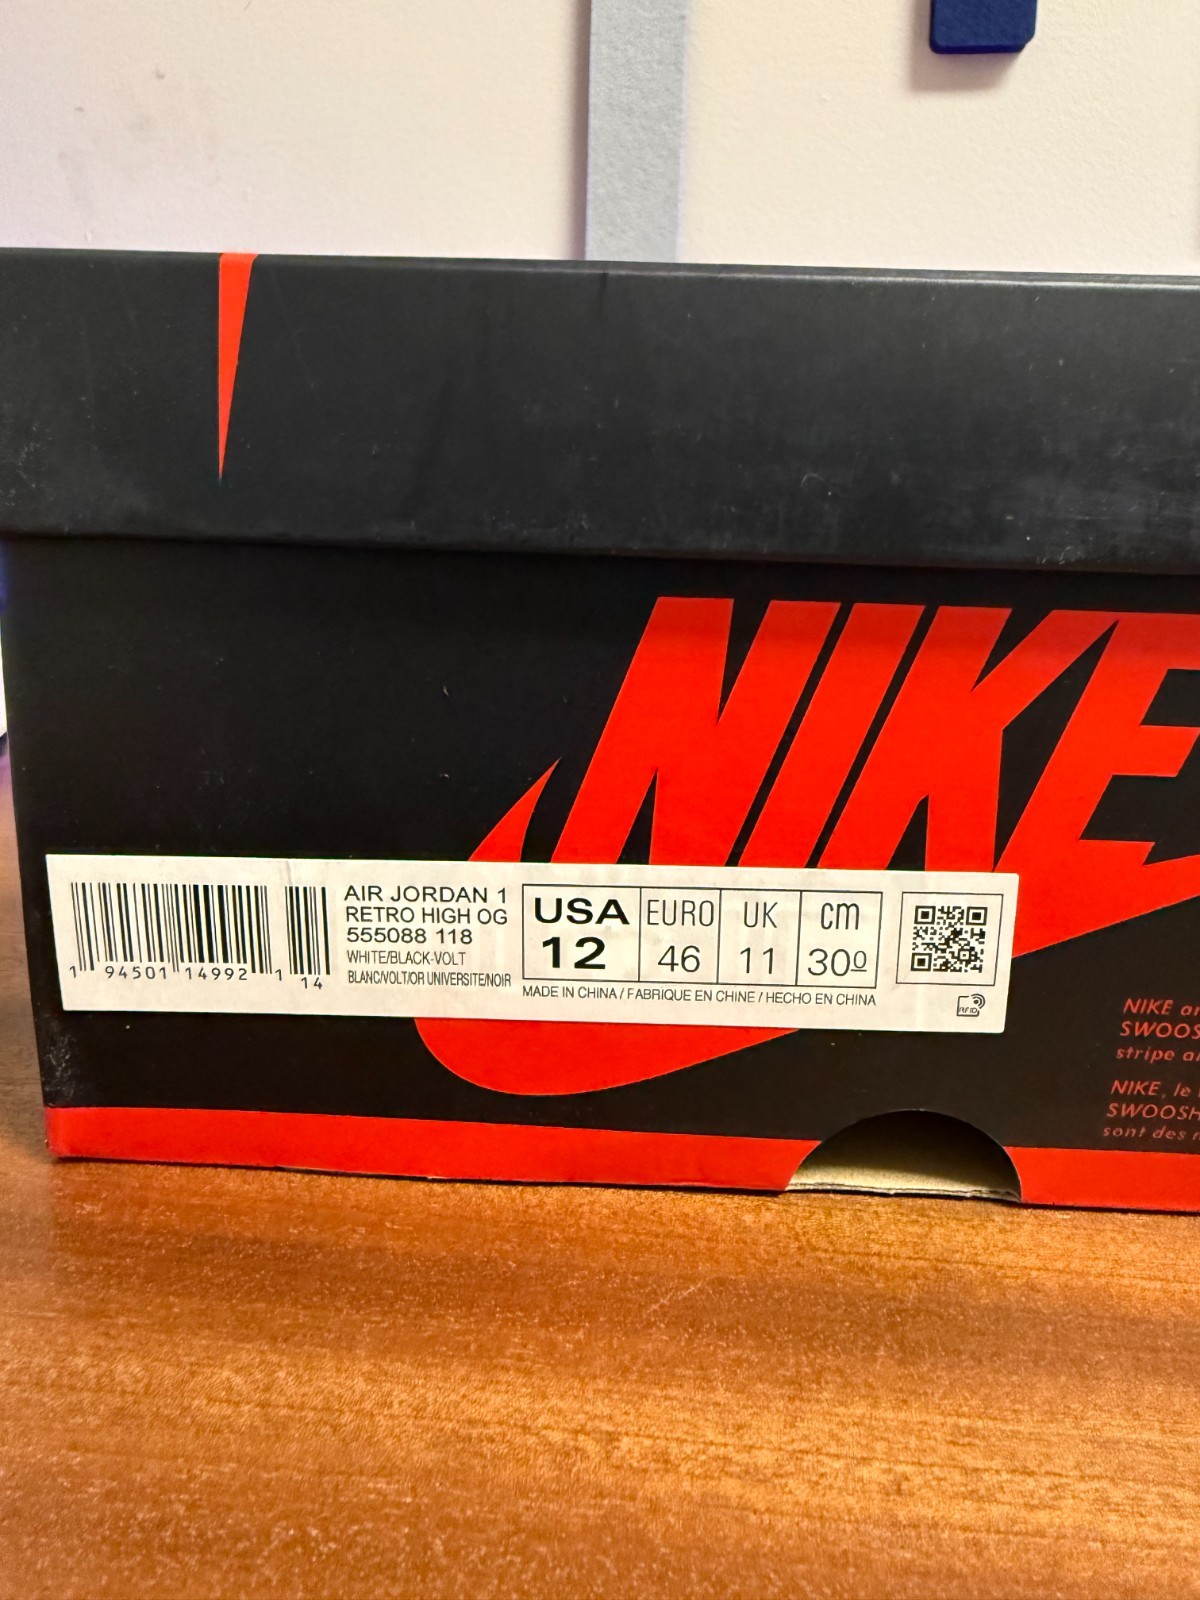 NIKE
AIR JORDAN 1
RETRO HIGH OG
555088 118
WHITE/BLACK-VOLT
BLANC/VOLT/OR UNIVERSITE/NOIR
1 94501 14992 1 14
USA EURO UK cm
12 46 11 300
MADE IN CHINA / FABRIQUE EN CHINE / HECHO EN CHINA
RFID
NIKE
SWOOS
stripe
NIKE, le
SWOOSH
sont des